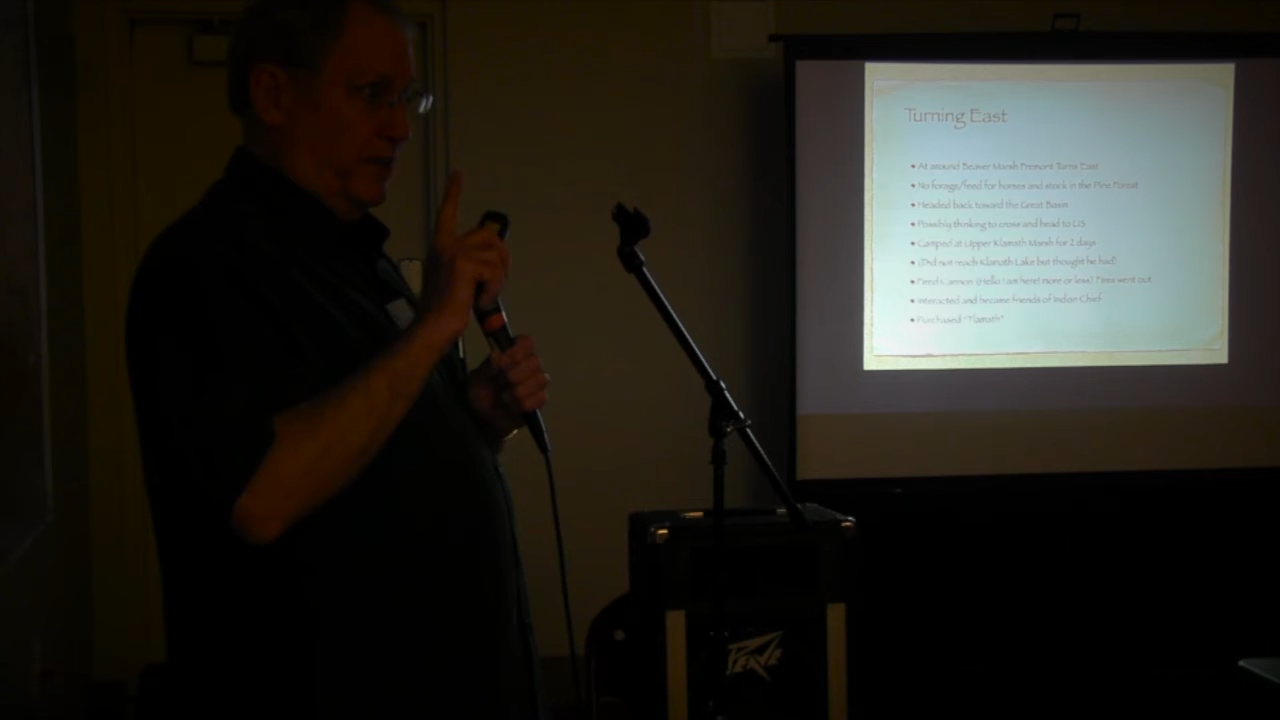 Turning East
• At around Beaver Marsh Fremont Turns East
• No forage/feed for horses and stock in the Pine Forest
• Headed back toward the Great Basin
• Possibly thinking to cross and head to US
• Camped at Upper Klamath Marsh for 2 days
• (Did not reach Klamath Lake but thought he had)
• Fired Cannon (Hello I am here! more or less) Fires went out
• Interacted and became friends of Indian Chief
• Purchased "Tlamath"
PEAVEY